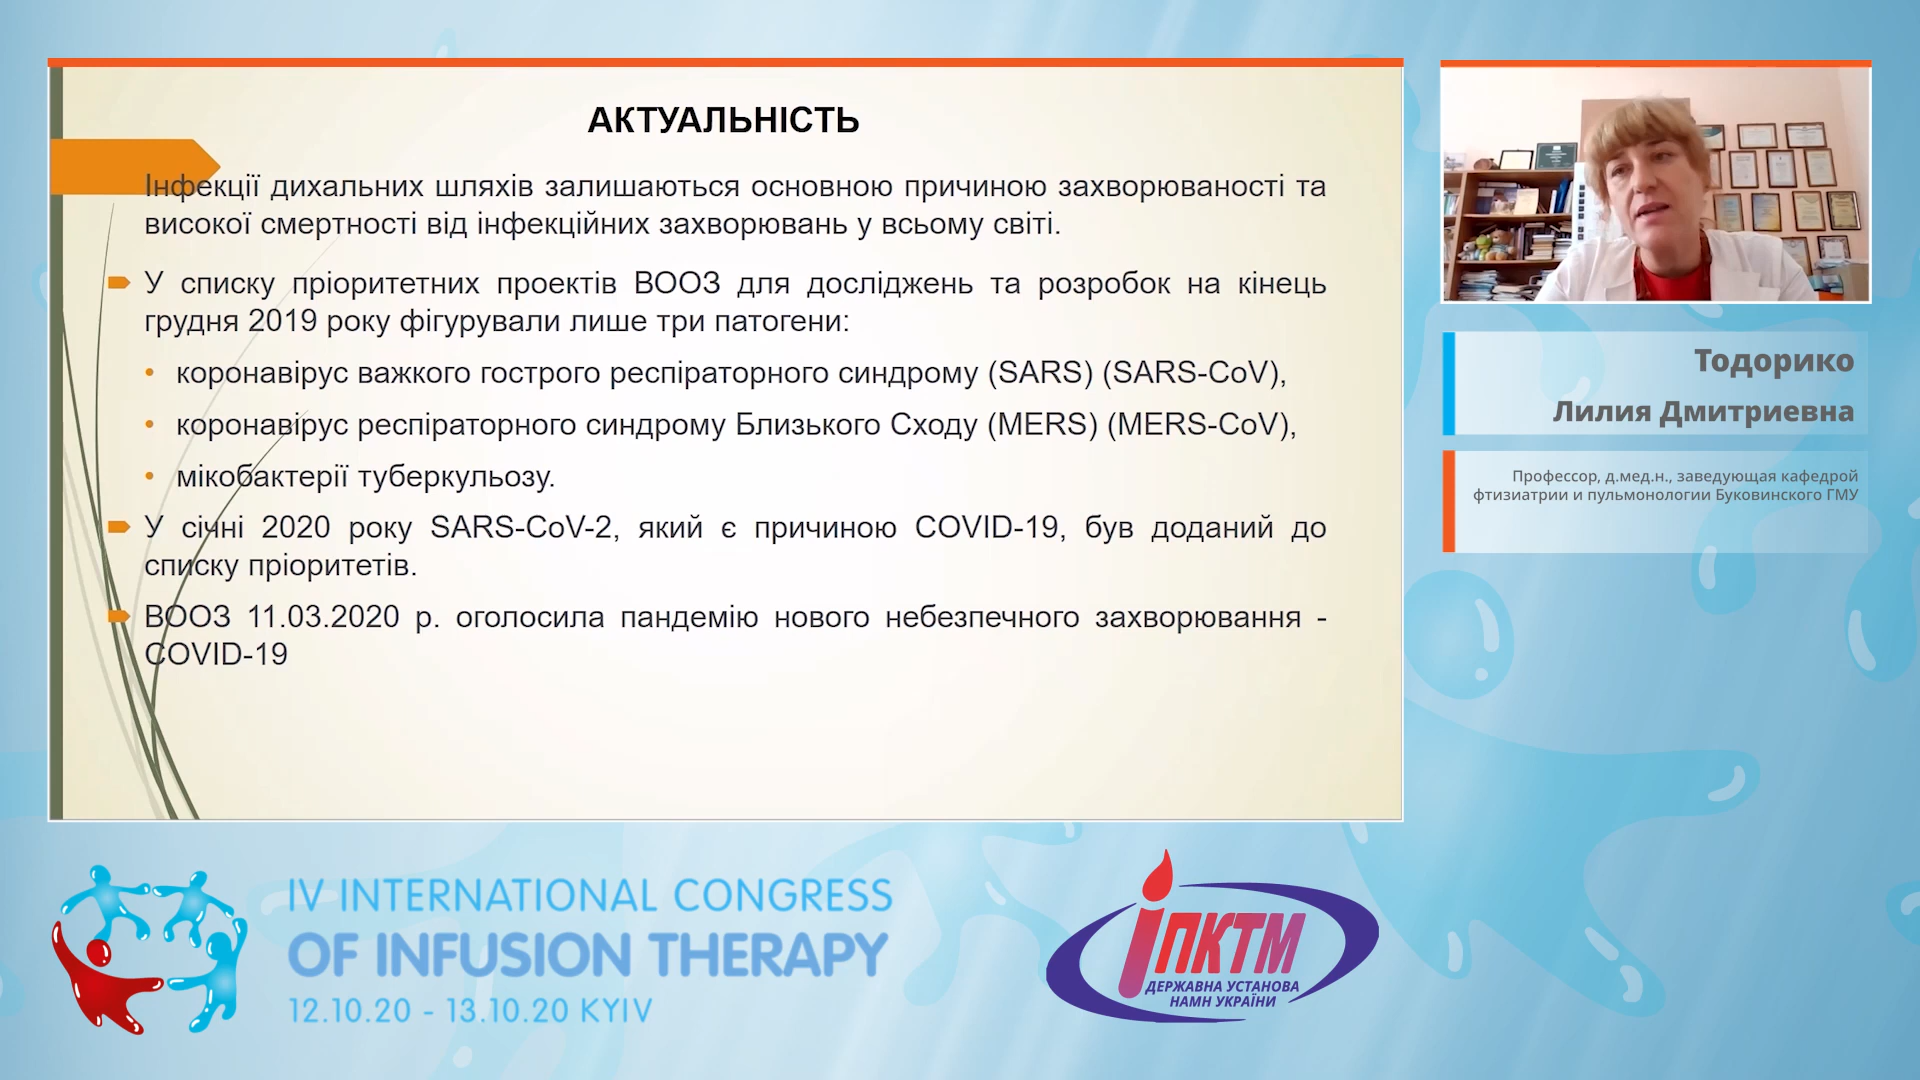 АКТУАЛЬНІСТЬ
Інфекції дихальних шляхів залишаються основною причиною захворюваності та
високої смертності від інфекційних захворювань у всьому світі.
У списку пріоритетних проектів ВООЗ для досліджень та розробок на кінець
грудня 2019 року фігурували лише три патогени:
• коронавірус важкого гострого респіраторного синдрому (SARS) (SARS-CoV),
• коронавірус респіраторного синдрому Близького Сходу (MERS) (MERS-CoV),
• мікобактерії туберкульозу.
У січні 2020 року SARS-CoV-2, який є причиною COVID-19, був доданий до
списку пріоритетів.
ВООЗ 11.03.2020 р. оголосила пандемію нового небезпечного захворювання -
COVID-19
Тодорико
Лилия Дмитриевна
Профессор, д.мед.н., заведующая кафедрой
фтизиатрии и пульмонологии Буковинского ГМУ
IV INTERNATIONAL CONGRESS
OF INFUSION THERAPY
12.10.20 - 13.10.20 KYIV
ІПКТМ
ДЕРЖАВНА УСТАНОВА
НАМН УКРАЇНИ